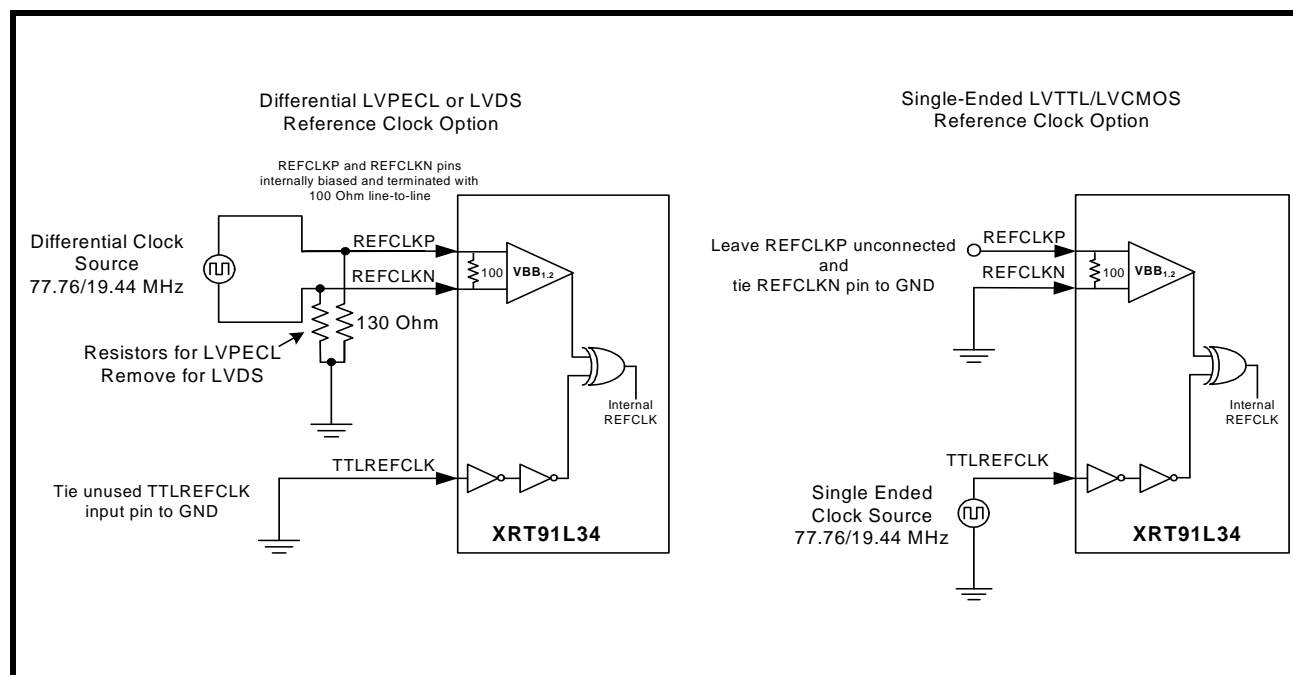 Differential LVPECL or LVDS
Reference Clock Option
REFCLKP and REFCLKN pins
internally biased and terminated with
100 Ohm line-to-line
Differential Clock
Source
77.76/19.44 MHz
REFCLKP
REFCLKN
100
VBB1.2
130 Ohm
Resistors for LVPECL
Remove for LVDS
Internal
REFCLK
TTLREFCLK
Tie unused TTLREFCLK
input pin to GND
XRT91L34
Single-Ended LVTTL/LVCMOS
Reference Clock Option
Leave REFCLKP unconnected
and
tie REFCLKN pin to GND
REFCLKP
REFCLKN
100
VBB1.2
Internal
REFCLK
TTLREFCLK
Single Ended
Clock Source
77.76/19.44 MHz
XRT91L34